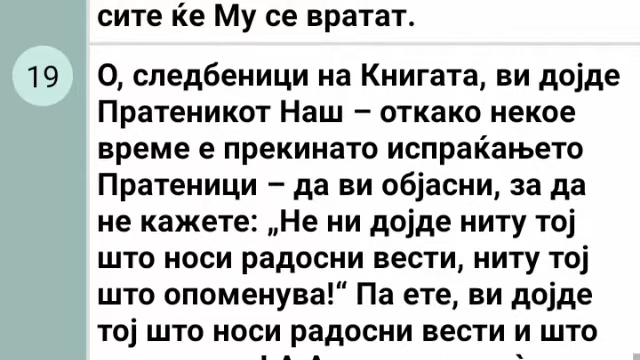 сите ќе Му се вратат.
19
О, следбеници на Книгата, ви дојде
Пратеникот Наш – откако некое
време е прекинато испраќањето
Пратеници – да ви објасни, за да
не кажете: „Не ни дојде ниту тој
што носи радосни вести, ниту тој
што опоменува!“ Па ете, ви дојде
тој што носи радосни вести и што